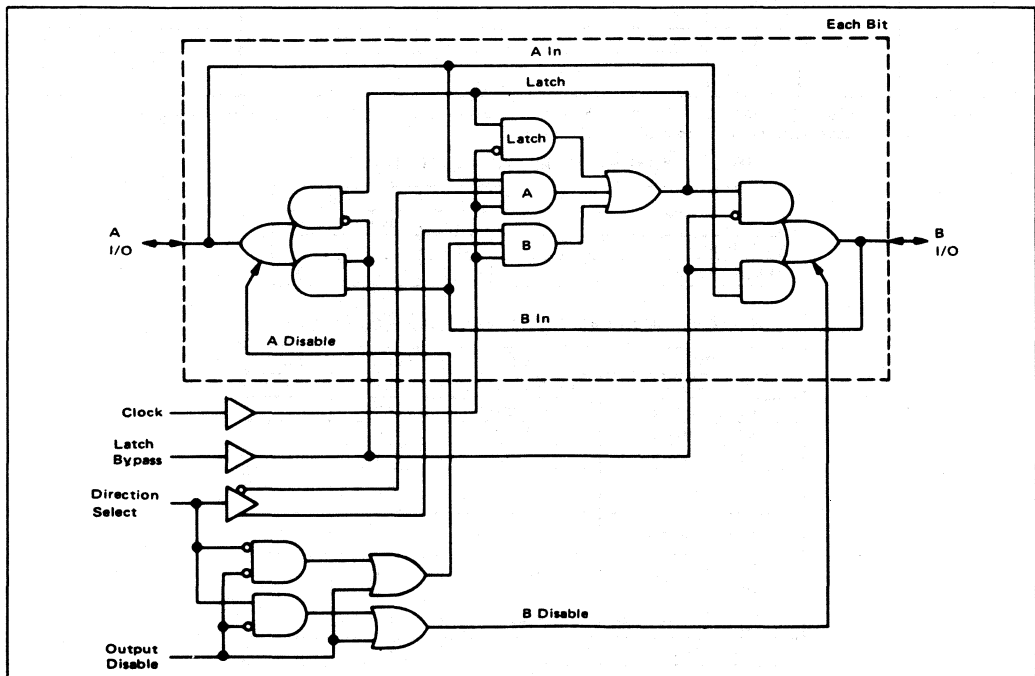 Each Bit
A In
Latch
Latch
A
B
A
I/O
B
I/O
B In
A Disable
Clock
Latch
Bypass
Direction
Select
B Disable
Output
Disable